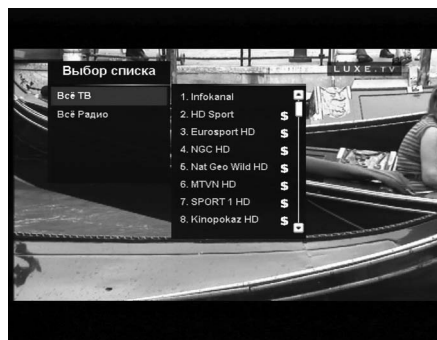 Выбор списка
LUXE.TV
Всё ТВ
Всё Радио
1. Infokanal
2. HD Sport $
3. Eurosport HD $
4. NGC HD $
5. Nat Geo Wild HD $
6. MTVN HD $
7. SPORT 1 HD $
8. Kinopokaz HD $